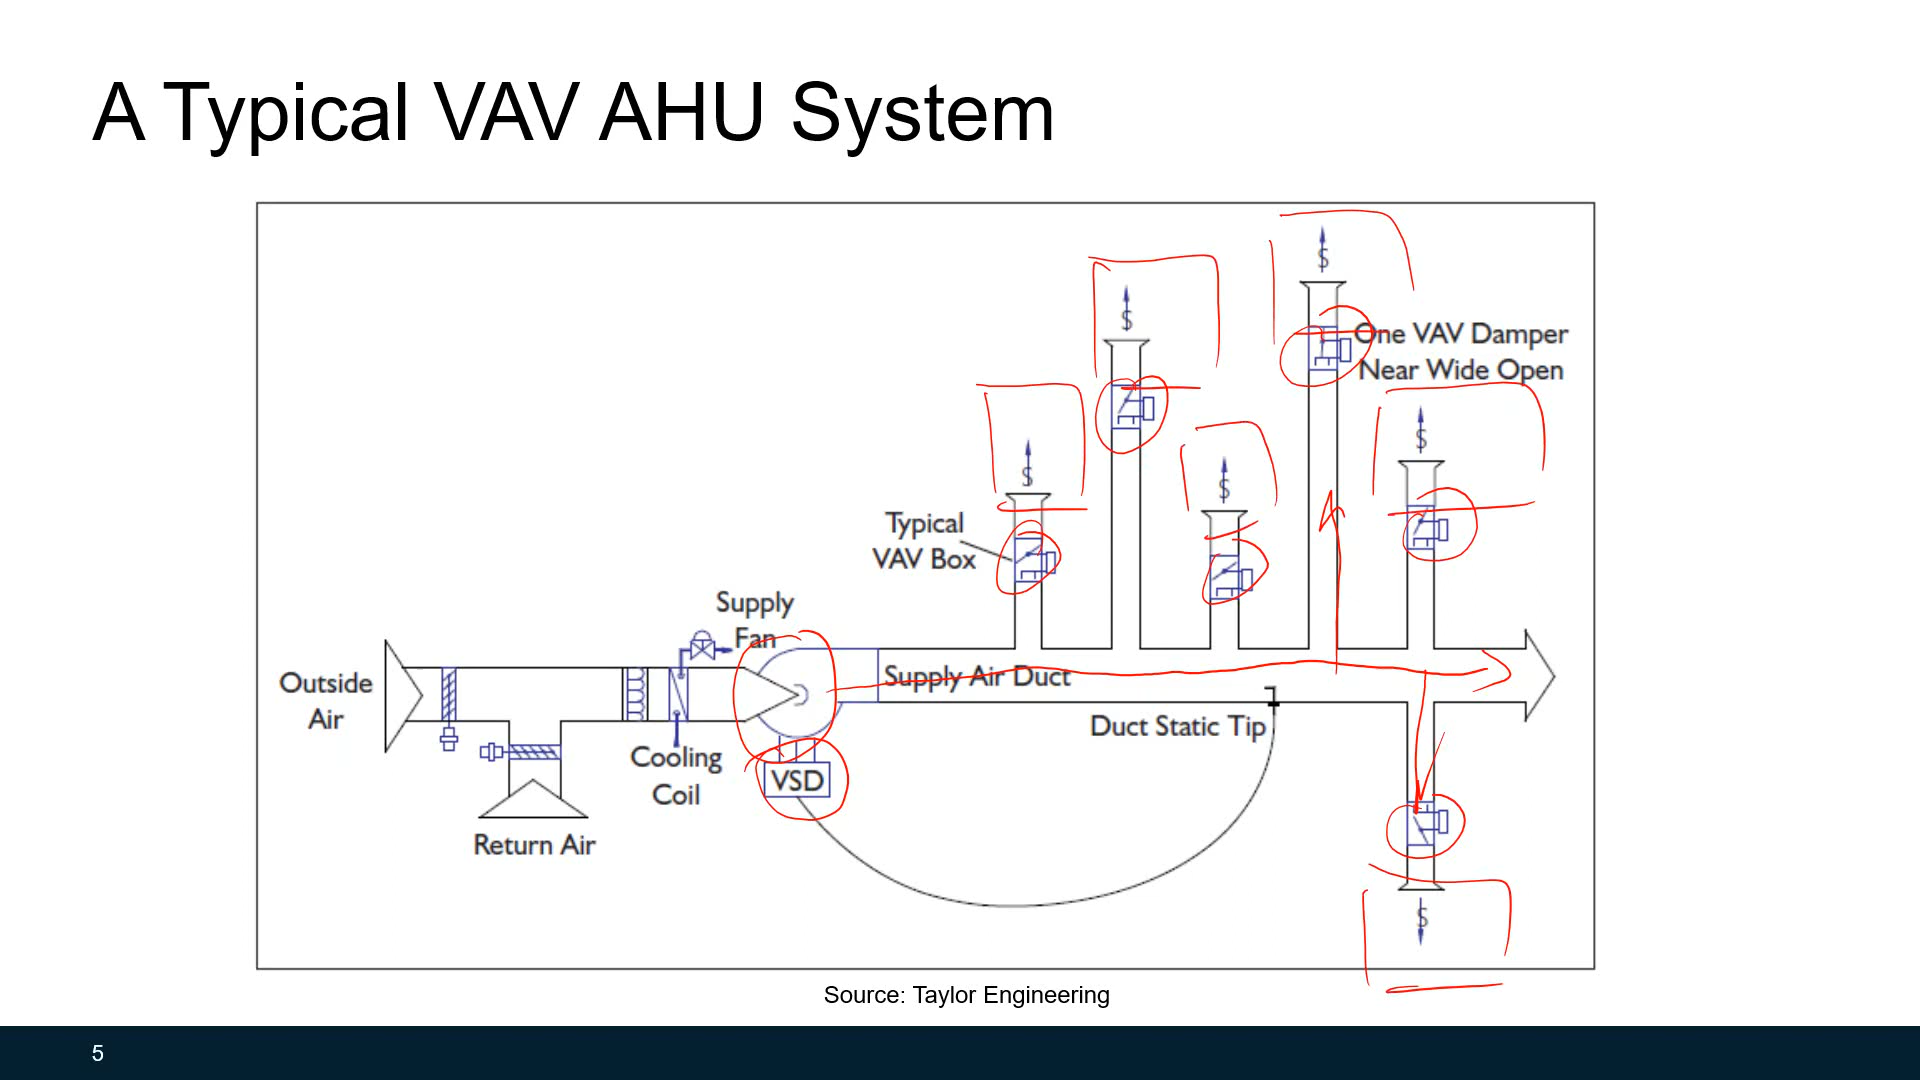 A Typical VAV AHU System
$
$
One VAV Damper
Near Wide Open
$
$
$
Typical
VAV Box
Supply
Fan
Outside
Air
Supply Air Duct
Duct Static Tip
Cooling
Coil
VSD
Return Air
$
Source: Taylor Engineering
5